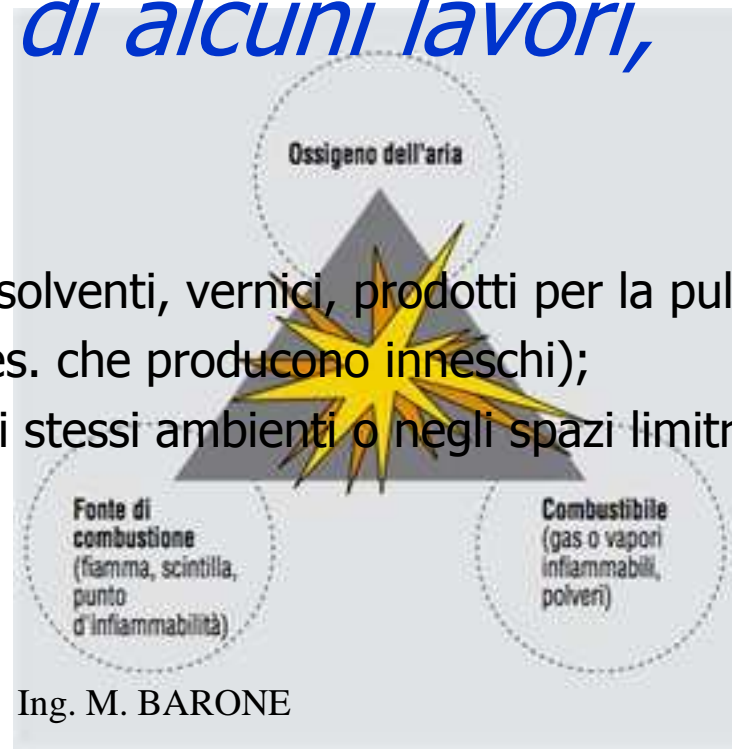 di alcuni lavori,
Ossigeno dell'aria
solventi, vernici, prodotti per la pul
es. che producono inneschi);
i stessi ambienti o negli spazi limitr
Fonte di
combustione
(fiamma, scintilla,
punto
d'infiammabilità)
Combustibile
(gas o vapori
infiammabili,
polveri)
Ing. M. BARONE